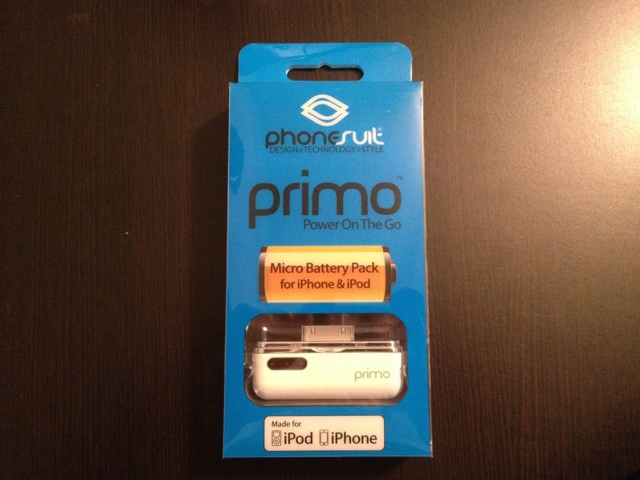 phonesuit®
DESIGN>TECHNOLOGY>STYLE
primo™
Power On The Go
Micro Battery Pack
for iPhone & iPod
primo
Made for
iPod iPhone